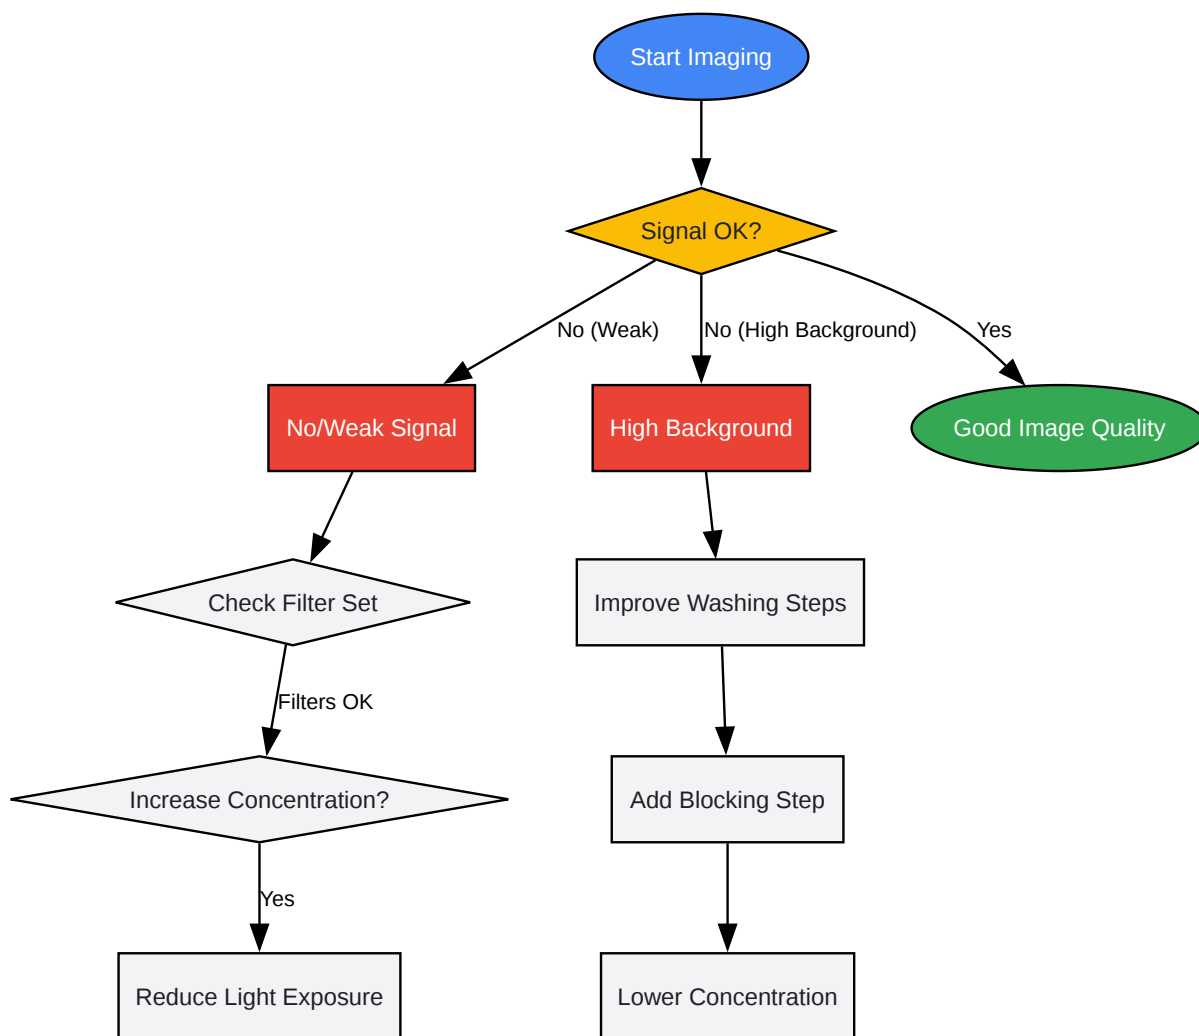 Start Imaging
Signal OK?
No (Weak)
No (High Background)
Yes
No/Weak Signal
High Background
Good Image Quality
Check Filter Set
Improve Washing Steps
Filters OK
Increase Concentration?
Add Blocking Step
Yes
Reduce Light Exposure
Lower Concentration